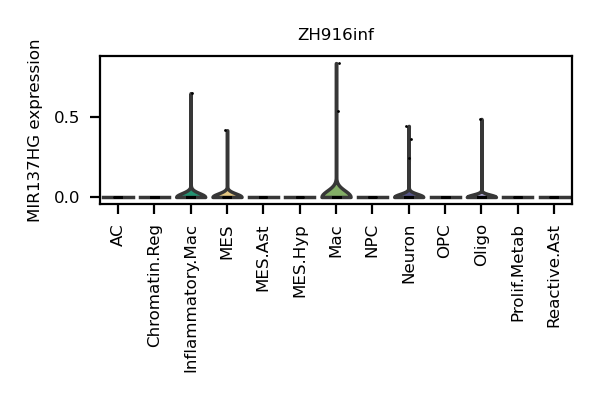 ZH916inf
MIR137HG expression
0.5
0.0
AC
Chromatin.Reg
Inflammatory.Mac
MES
MES.Ast
MES.Hyp
Mac
NPC
Neuron
OPC
Oligo
Prolif.Metab
Reactive.Ast